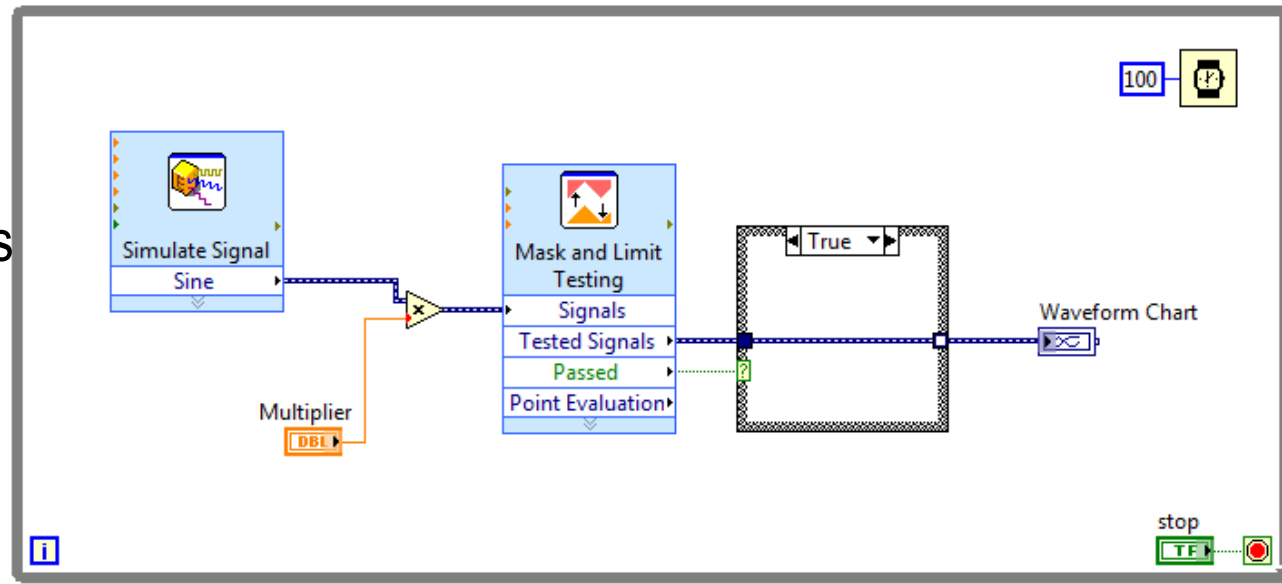 100
Simulate Signal
Sine
s
Mask and Limit
Testing
Signals
Tested Signals
Passed
Point Evaluation
True
?
Waveform Chart
x
Multiplier
DBL
i
stop
TF